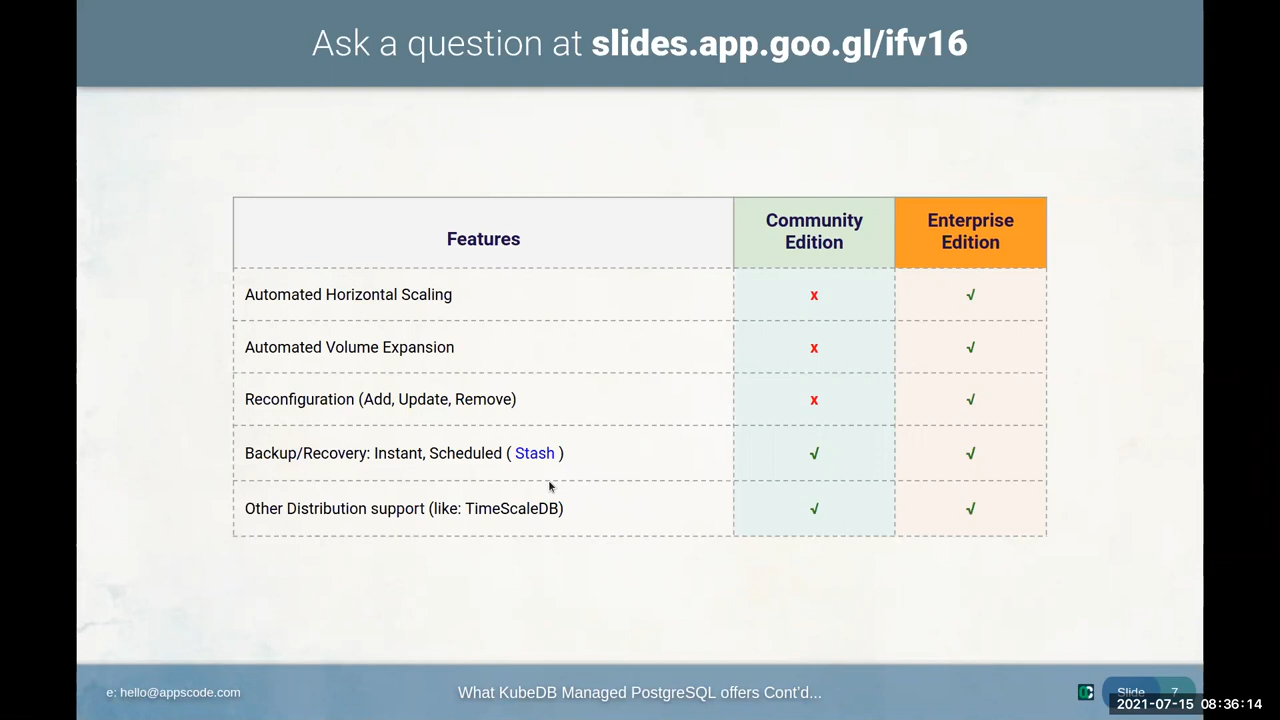 Ask a question at slides.app.goo.gl/ifv16
Features
Community
Edition
Enterprise
Edition
Automated Horizontal Scaling x √
Automated Volume Expansion x √
Reconfiguration (Add, Update, Remove) x √
Backup/Recovery: Instant, Scheduled ( Stash ) √ √
Other Distribution support (like: TimeScaleDB) √ √
e: hello@appscode.com
What KubeDB Managed PostgreSQL offers Cont'd...
Slide 7
2021-07-15 08:36:14